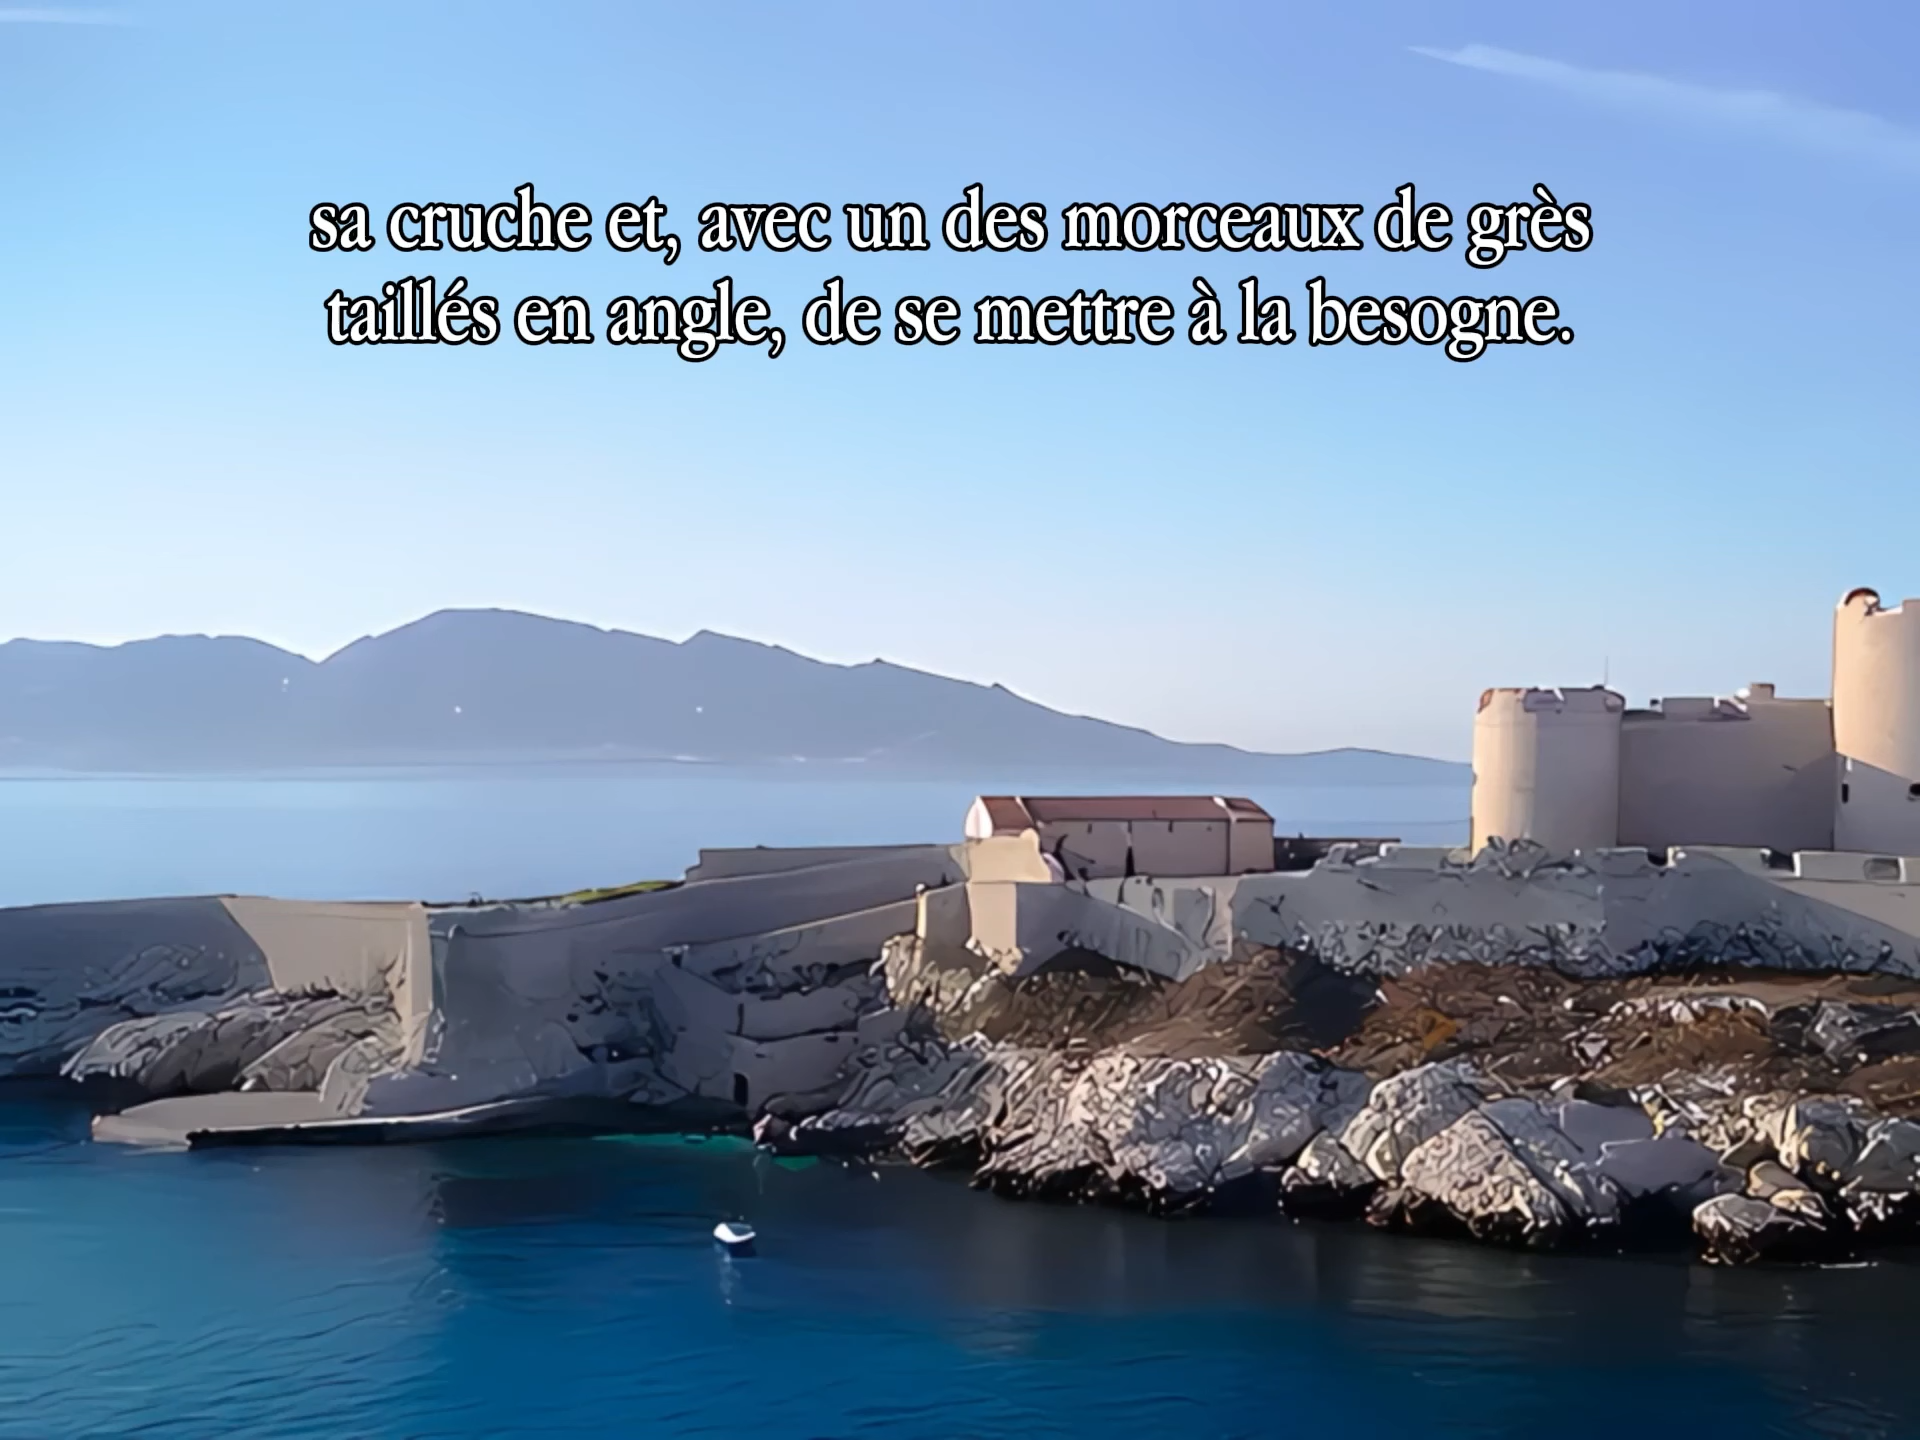 sa cruche et, avec un des morceaux de grès
taillés en angle, de se mettre à la besogne.